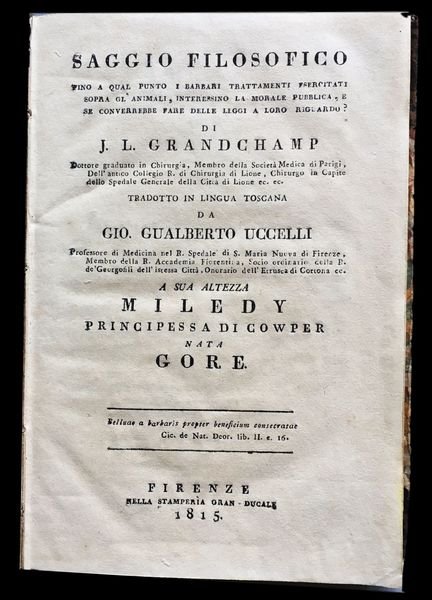 SAGGIO FILOSOFICO
FINO A QUAL PUNTO I BARBARI TRATTAMENTI ESERCITATI
SOPRA GL' ANIMALI, INTERESSINO LA MORALE PUBBLICA, E
SE CONVERREBBE FARE DELLE LEGGI A LORO RIGUARDO?
DI
J. L. GRANDCHAMP
Dottore graduato in Chirurgia, Membro della Società Medica di Parigi,
Dell' antico Collegio R. di Chirurgia di Lione, Chirurgo in Capite
dello Spedale Generale della Città di Lione ec. ec.
TRADOTTO IN LINGUA TOSCANA
DA
GIO. GUALBERTO UCCELLI
Professore di Medicina nel R. Spedale di S. Maria Nuova di Firenze,
Membro della R. Accademia Fiorentina, Socio ordinario della R.
de' Georgofili dell' istessa Città, Onorario dell' Etrusca di Cortona ec.
A SUA ALTEZZA
MILEDY
PRINCIPESSA DI COWPER
NATA
GORE.
Belluae a barbaris propter beneficium consecratae
Cic. de Nat. Deor. lib. II. c. 16.
FIRENZE
NELLA STAMPERÌA GRAN-DUCALE
1815.